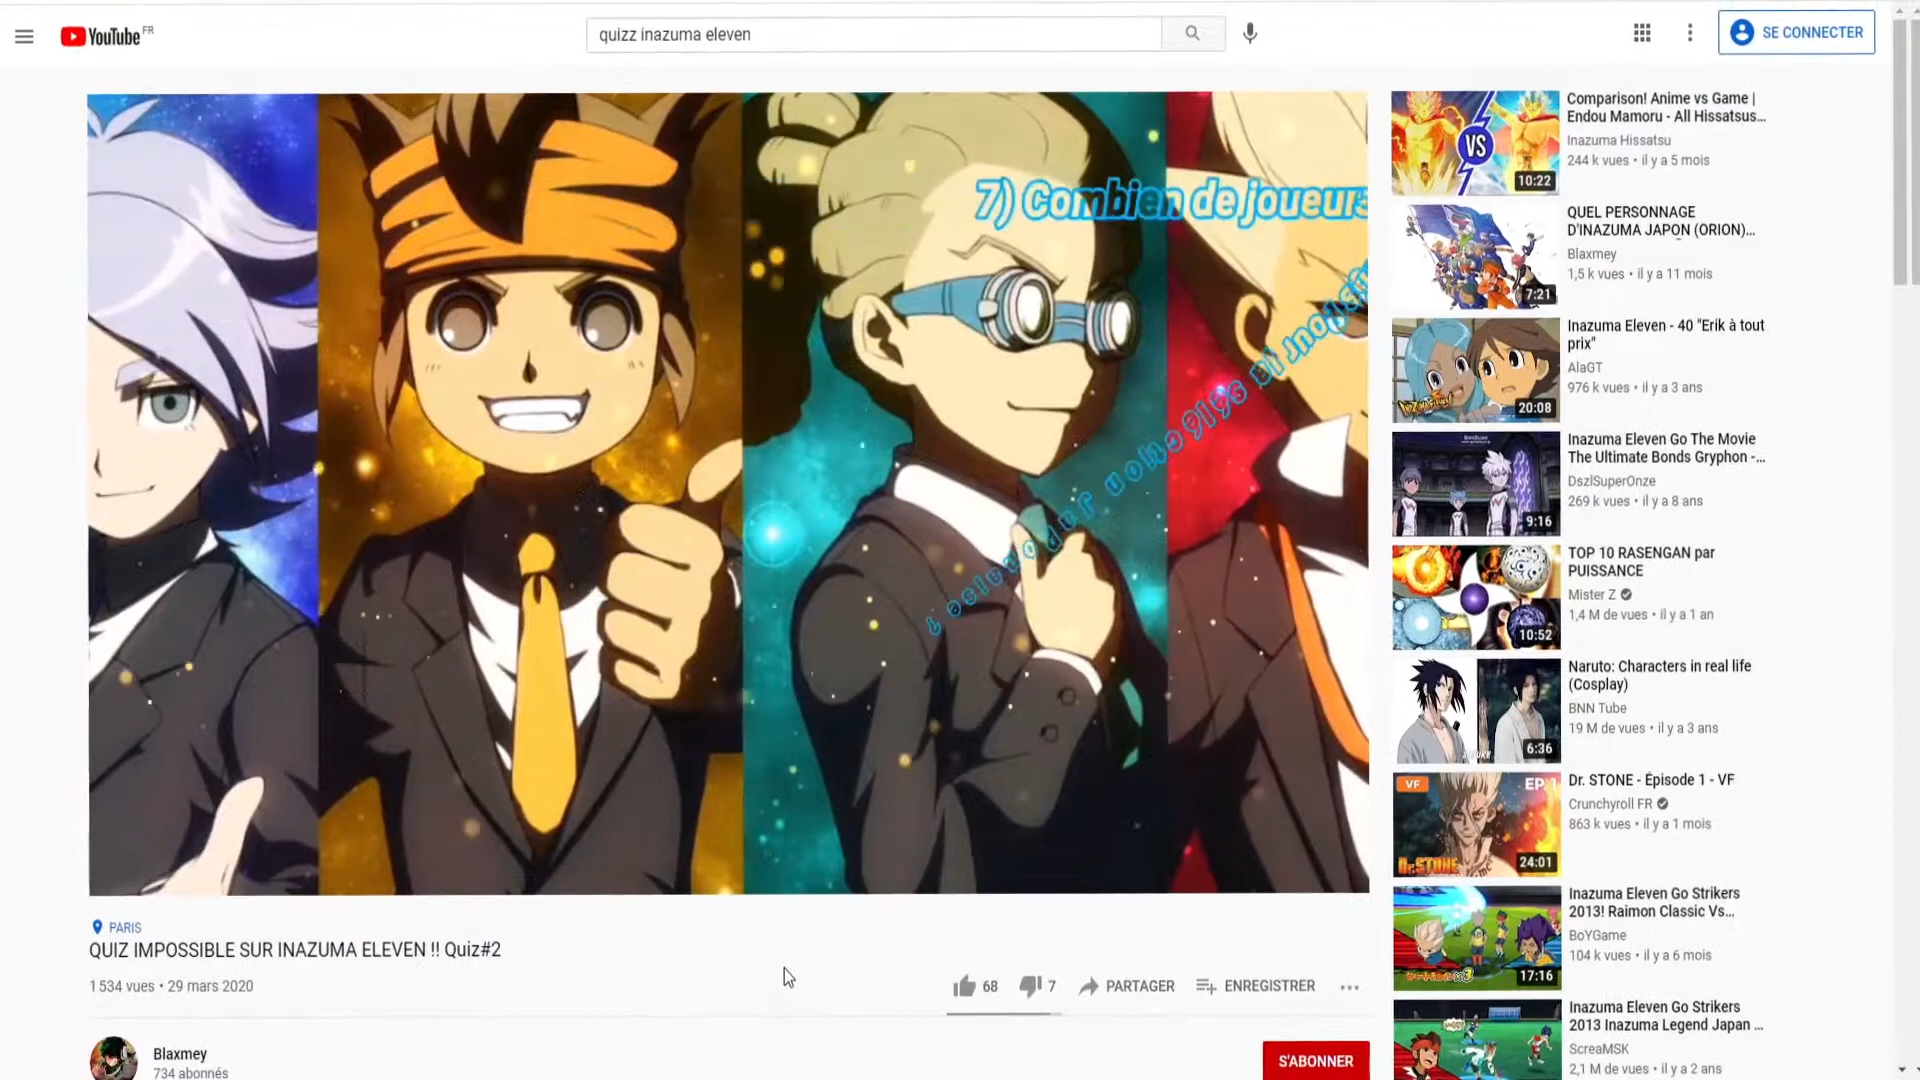 YouTube FR
quizz inazuma eleven
SE CONNECTER
7) Combien de joueurs
PARIS
QUIZ IMPOSSIBLE SUR INAZUMA ELEVEN !! Quiz#2
1 534 vues • 29 mars 2020
68
7
PARTAGER
ENREGISTRER
Blaxmey
734 abonnés
S'ABONNER
VS
10:22
Comparison! Anime vs Game |
Endou Mamoru - All Hissatsus...
Inazuma Hissatsu
244 k vues • il y a 5 mois
7:21
QUEL PERSONNAGE
D'INAZUMA JAPON (ORION)...
Blaxmey
1,5 k vues • il y a 11 mois
20:08
Inazuma Eleven - 40 "Erik à tout
prix"
AlaGT
976 k vues • il y a 3 ans
9:16
Inazuma Eleven Go The Movie
The Ultimate Bonds Gryphon -...
DszlSuperOnze
269 k vues • il y a 8 ans
10:52
TOP 10 RASENGAN par
PUISSANCE
Mister Z
1,4 M de vues • il y a 1 an
6:36
Naruto: Characters in real life
(Cosplay)
BNN Tube
19 M de vues • il y a 3 ans
VF
EP. 1
Dr.STONE
24:01
Dr. STONE - Épisode 1 - VF
Crunchyroll FR
863 k vues • il y a 1 mois
17:16
Inazuma Eleven Go Strikers
2013! Raimon Classic Vs...
BoYGame
104 k vues • il y a 6 mois
Inazuma Eleven Go Strikers
2013 Inazuma Legend Japan ...
ScreaMSK
2,1 M de vues • il y a 2 ans